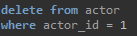 delete from actor
where actor_id = 1